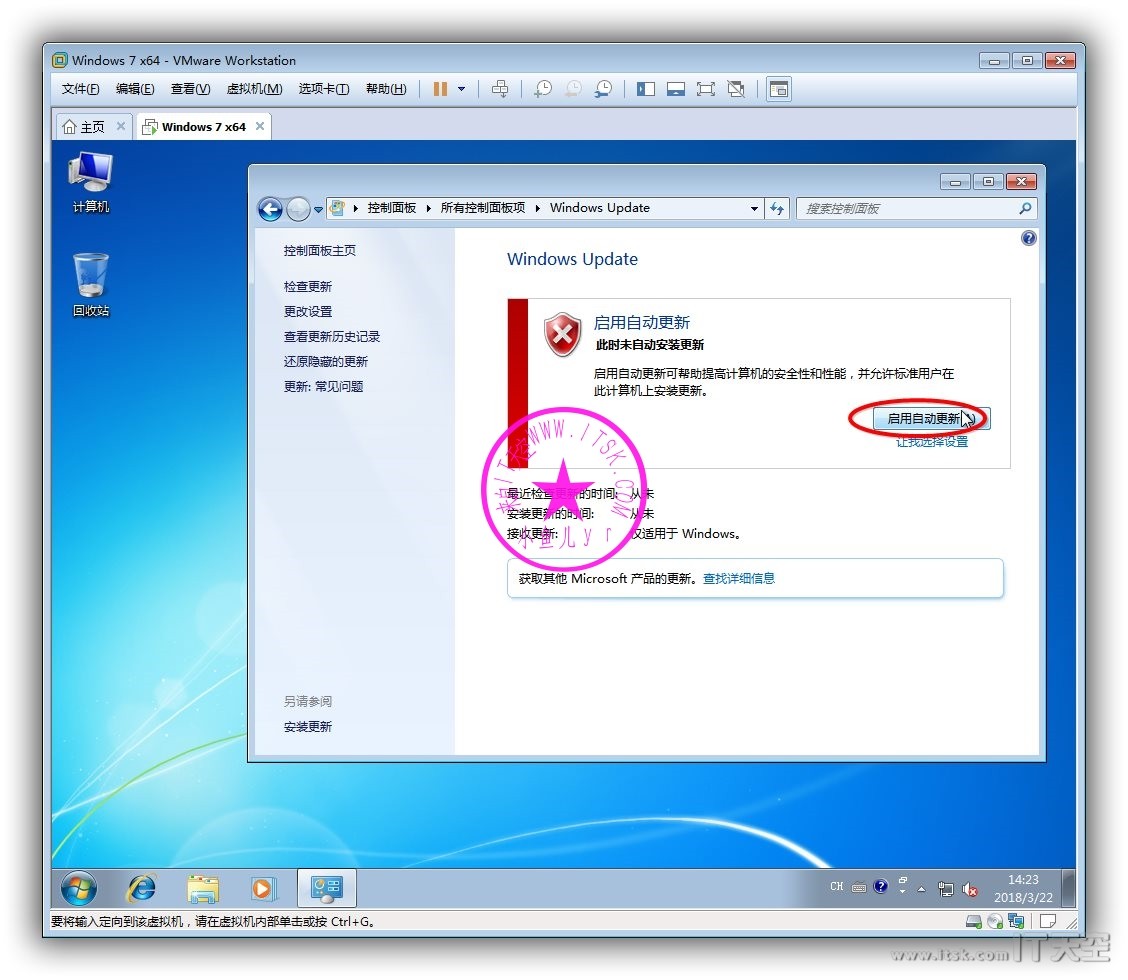 Windows 7 x64 - VMware Workstation
文件(F) 编辑(E) 查看(V) 虚拟机(M) 选项卡(T) 帮助(H)
主页 Windows 7 x64
计算机
回收站
控制面板 所有控制面板项 Windows Update 搜索控制面板
控制面板主页
检查更新
更改设置
查看更新历史记录
还原隐藏的更新
更新: 常见问题
另请参阅
安装更新
Windows Update
启用自动更新
此时未自动安装更新
启用自动更新可帮助提高计算机的安全性和性能，并允许标准用户在
此计算机上安装更新。
启用自动更新
让我选择设置
最近检查更新的时间: 从未
安装更新的时间: 从未
接收更新: 仅适用于 Windows。
获取其他 Microsoft 产品的更新。 查找详细信息
WWW.ITSK.COM
小鱼儿yr
CH
14:23
2018/3/22
要将输入定向到该虚拟机，请在虚拟机内部单击或按 Ctrl+G。
www.itsk.com IT天空